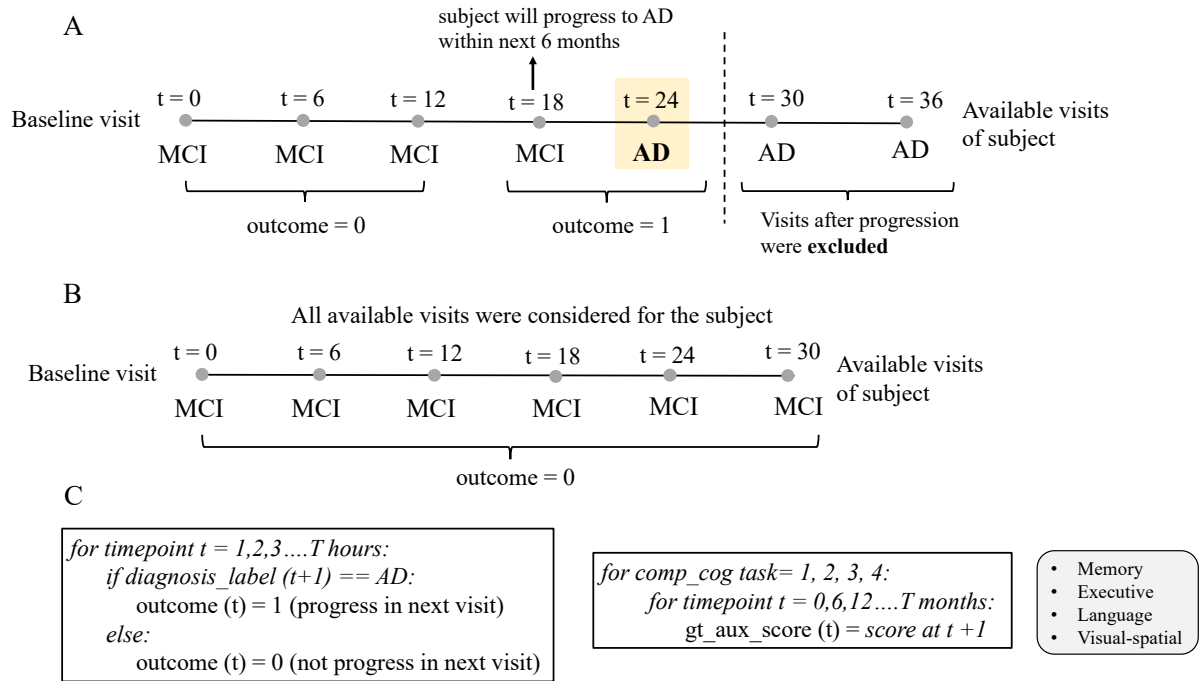 A
subject will progress to AD
within next 6 months
Baseline visit
t = 0
t = 6
t = 12
t = 18
t = 24
t = 30
t = 36
Available visits
of subject
MCI
MCI
MCI
MCI
AD
AD
AD
outcome = 0
outcome = 1
Visits after progression
were excluded
B
All available visits were considered for the subject
Baseline visit
t = 0
t = 6
t = 12
t = 18
t = 24
t = 30
Available visits
of subject
MCI
MCI
MCI
MCI
MCI
MCI
outcome = 0
C
for timepoint t = 1,2,3....T hours:
if diagnosis_label (t+1) == AD:
outcome (t) = 1 (progress in next visit)
else:
outcome (t) = 0 (not progress in next visit)
for comp_cog task= 1, 2, 3, 4:
for timepoint t = 0,6,12....T months:
gt_aux_score (t) = score at t +1
• Memory
• Executive
• Language
• Visual-spatial